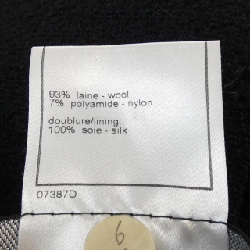 93% laine - wool
7% polyamide - nylon
doublure/lining
100% soie - silk
07387D
6